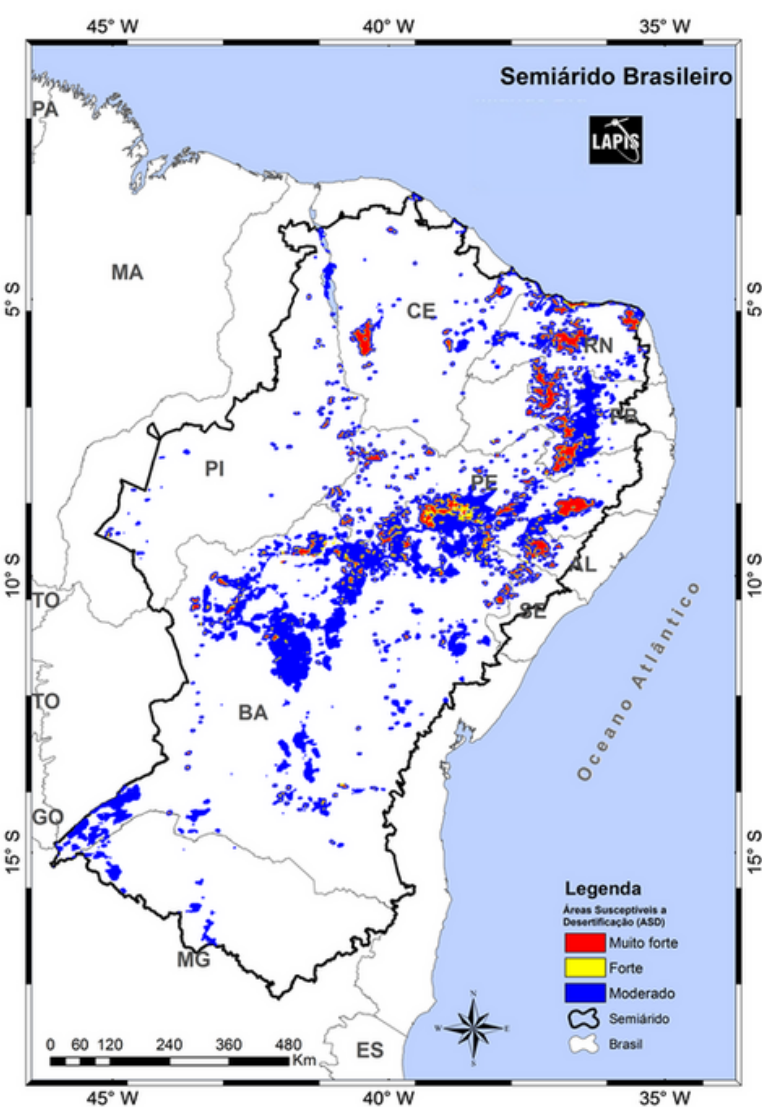 45° W 40° W 35° W
Semiárido Brasileiro
LAPIS
PA
MA
5° S
5° S
CE
RN
PB
PI
PE
AL
10° S
10° S
TO
SE
TO
BA
Oceano Atlântico
GO
15° S
15° S
MG
ES
Legenda
Áreas Susceptíveis a
Desertificação (ASD)
Muito forte
Forte
Moderado
Semiárido
Brasil
N
W E
S
0 60 120 240 360 480
Km
45° W 40° W 35° W